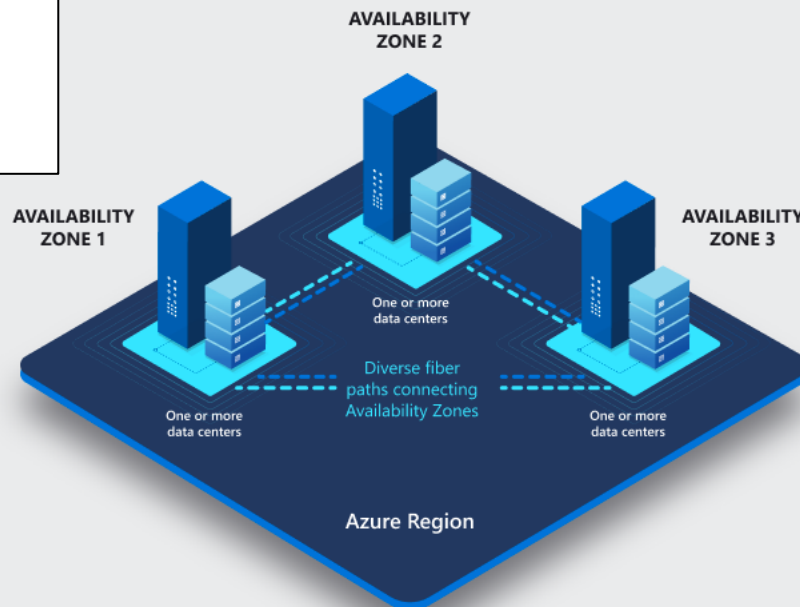 AVAILABILITY
ZONE 2
AVAILABILITY
ZONE 1
AVAILABILITY
ZONE 3
One or more
data centers
Diverse fiber
paths connecting
Availability Zones
One or more
data centers
One or more
data centers
Azure Region